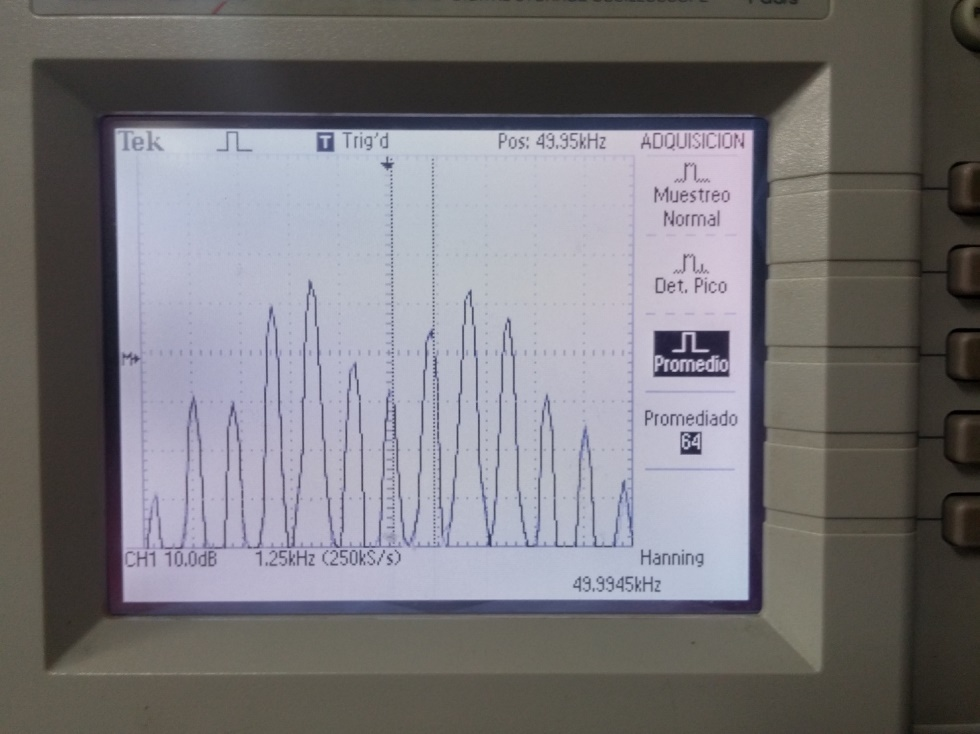 Tek
T Trig'd
Pos: 49.95kHz
ADQUISICION
Muestreo
Normal
Det. Pico
Promedio
Promediado
64
M
CH1 10.0dB
1.25kHz (250kS/s)
Hanning
49.9945kHz